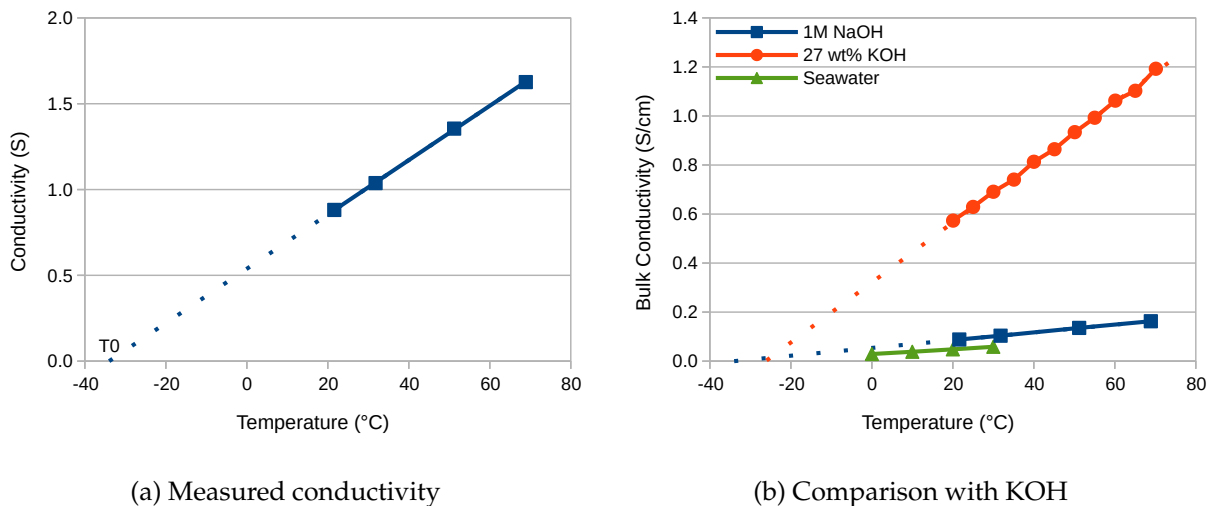 2.0
1.5
1.0
0.5
0.0
Conductivity (S)
T0
-40 -20 0 20 40 60 80
Temperature (°C)
(a) Measured conductivity
1.4
1.2
1.0
0.8
0.6
0.4
0.2
0.0
Bulk Conductivity (S/cm)
1M NaOH
27 wt% KOH
Seawater
-40 -20 0 20 40 60 80
Temperature (°C)
(b) Comparison with KOH